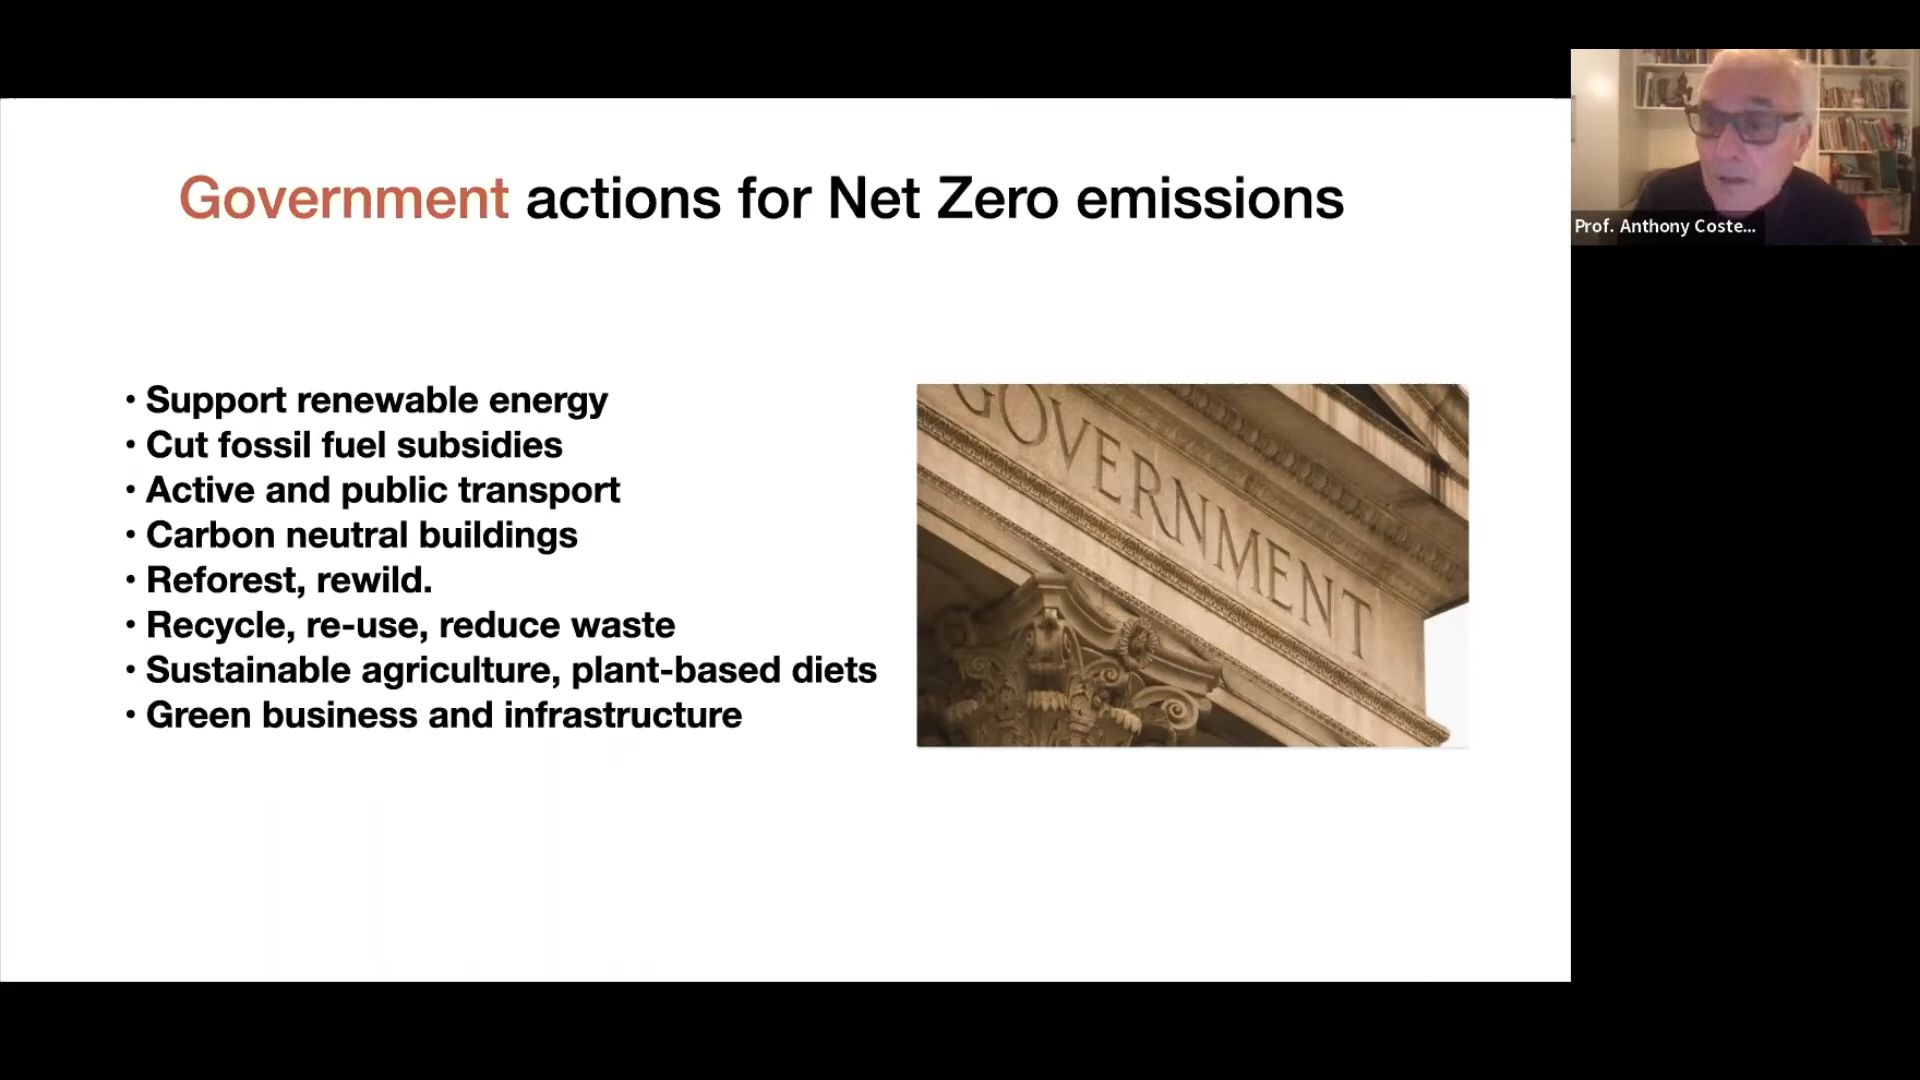 Government actions for Net Zero emissions
• Support renewable energy
• Cut fossil fuel subsidies
• Active and public transport
• Carbon neutral buildings
• Reforest, rewild.
• Recycle, re-use, reduce waste
• Sustainable agriculture, plant-based diets
• Green business and infrastructure
GOVERNMENT
Prof. Anthony Coste...